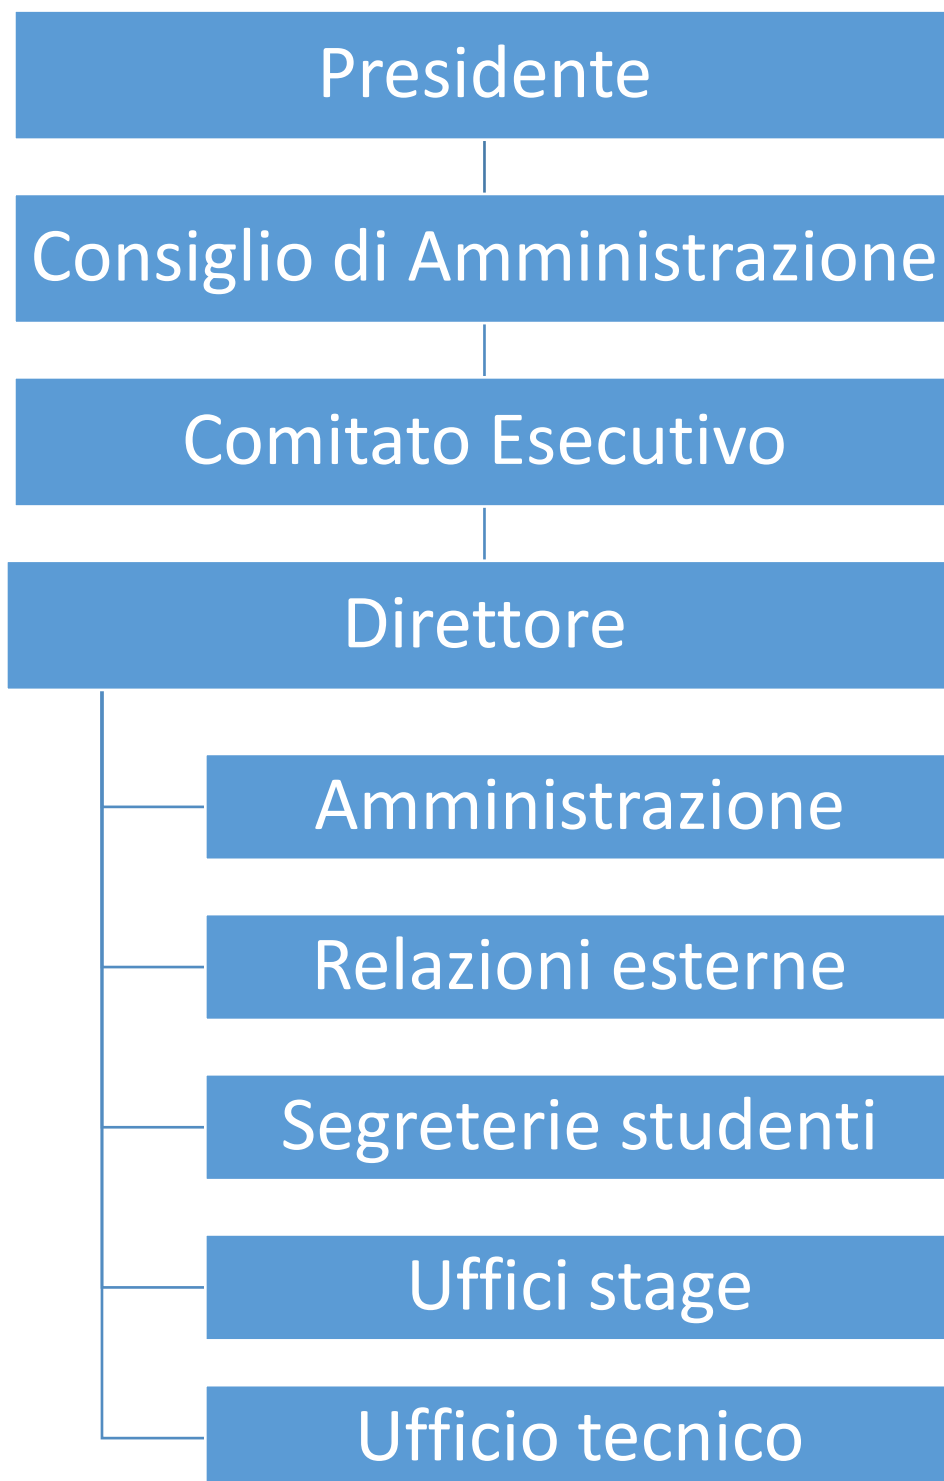 Presidente
Consiglio di Amministrazione
Comitato Esecutivo
Direttore
Amministrazione
Relazioni esterne
Segreterie studenti
Uffici stage
Ufficio tecnico